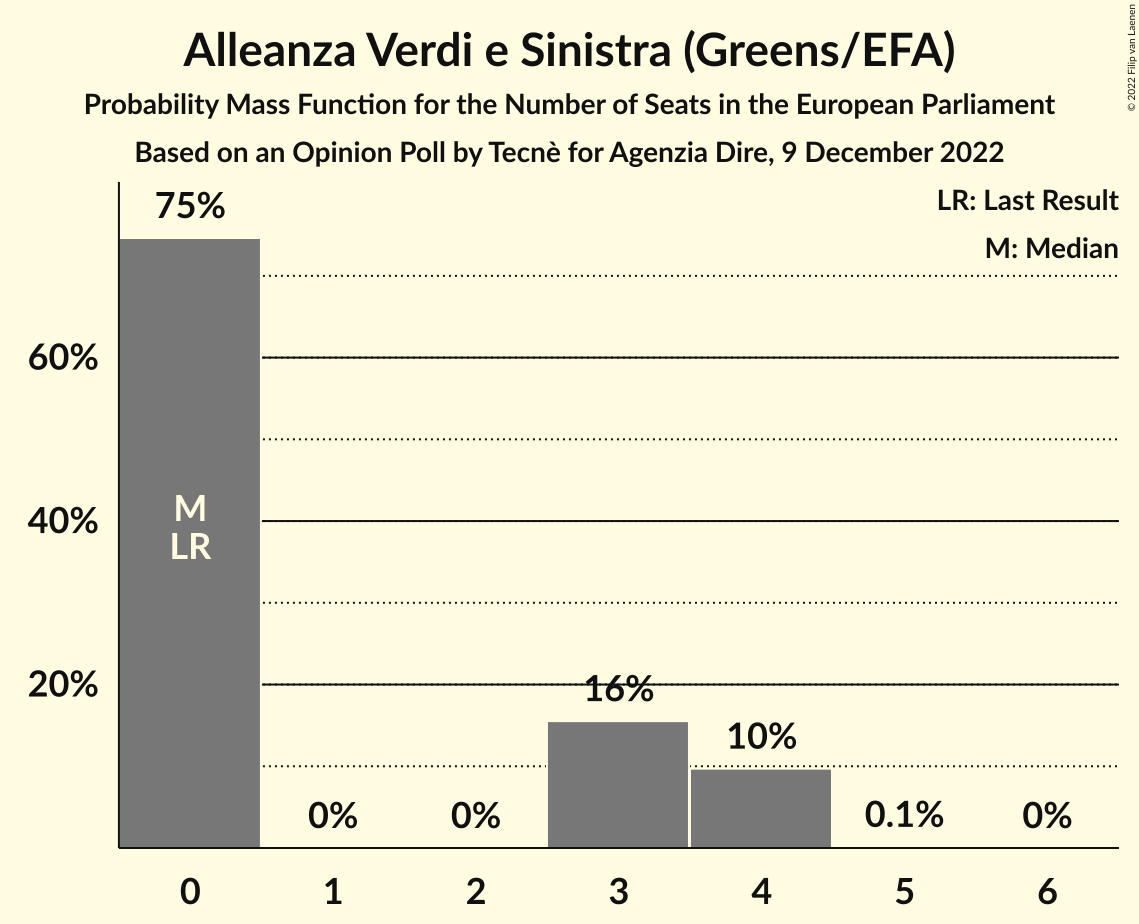 Alleanza Verdi e Sinistra (Greens/EFA)
Probability Mass Function for the Number of Seats in the European Parliament
Based on an Opinion Poll by Tecnè for Agenzia Dire, 9 December 2022
© 2022 Filip van Laenen
LR: Last Result
M: Median
75%
60%
40%
20%
M
LR
0%
0%
16%
10%
0.1%
0%
0 1 2 3 4 5 6